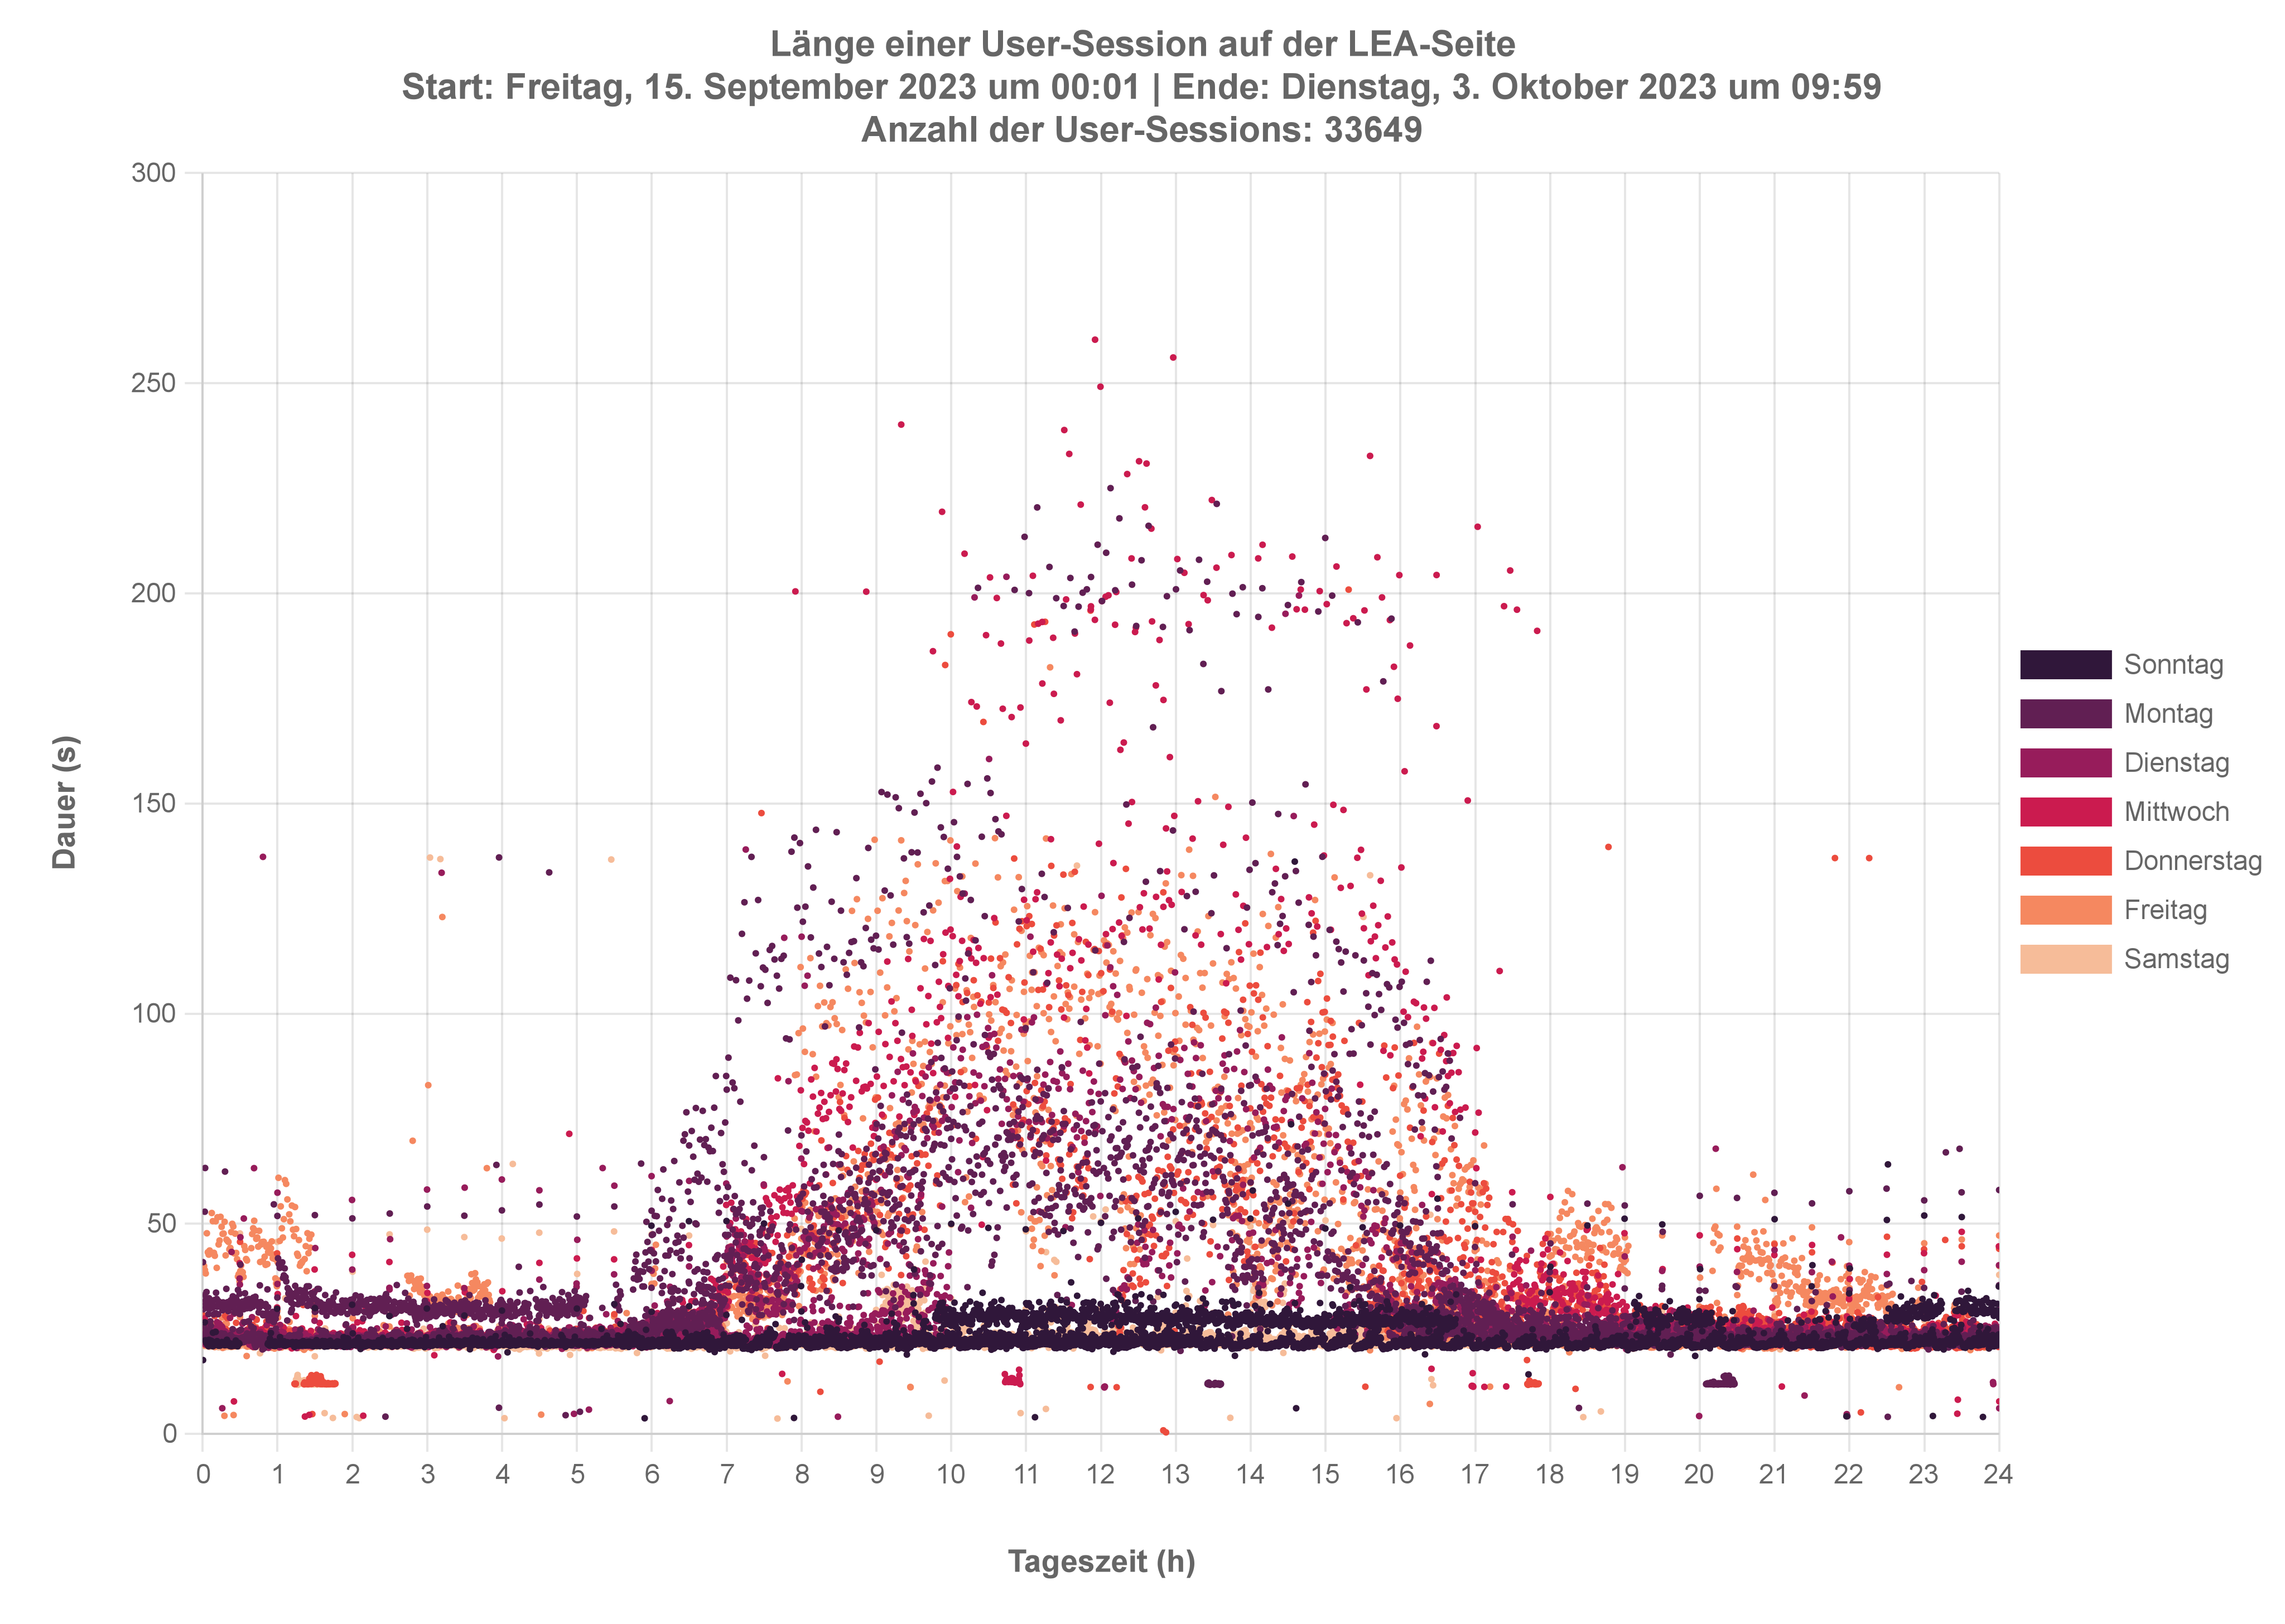 Länge einer User-Session auf der LEA-Seite
Start: Freitag, 15. September 2023 um 00:01 | Ende: Dienstag, 3. Oktober 2023 um 09:59
Anzahl der User-Sessions: 33649
300
250
200
150
100
50
0
Dauer (s)
0 1 2 3 4 5 6 7 8 9 10 11 12 13 14 15 16 17 18 19 20 21 22 23 24
Tageszeit (h)
Sonntag
Montag
Dienstag
Mittwoch
Donnerstag
Freitag
Samstag